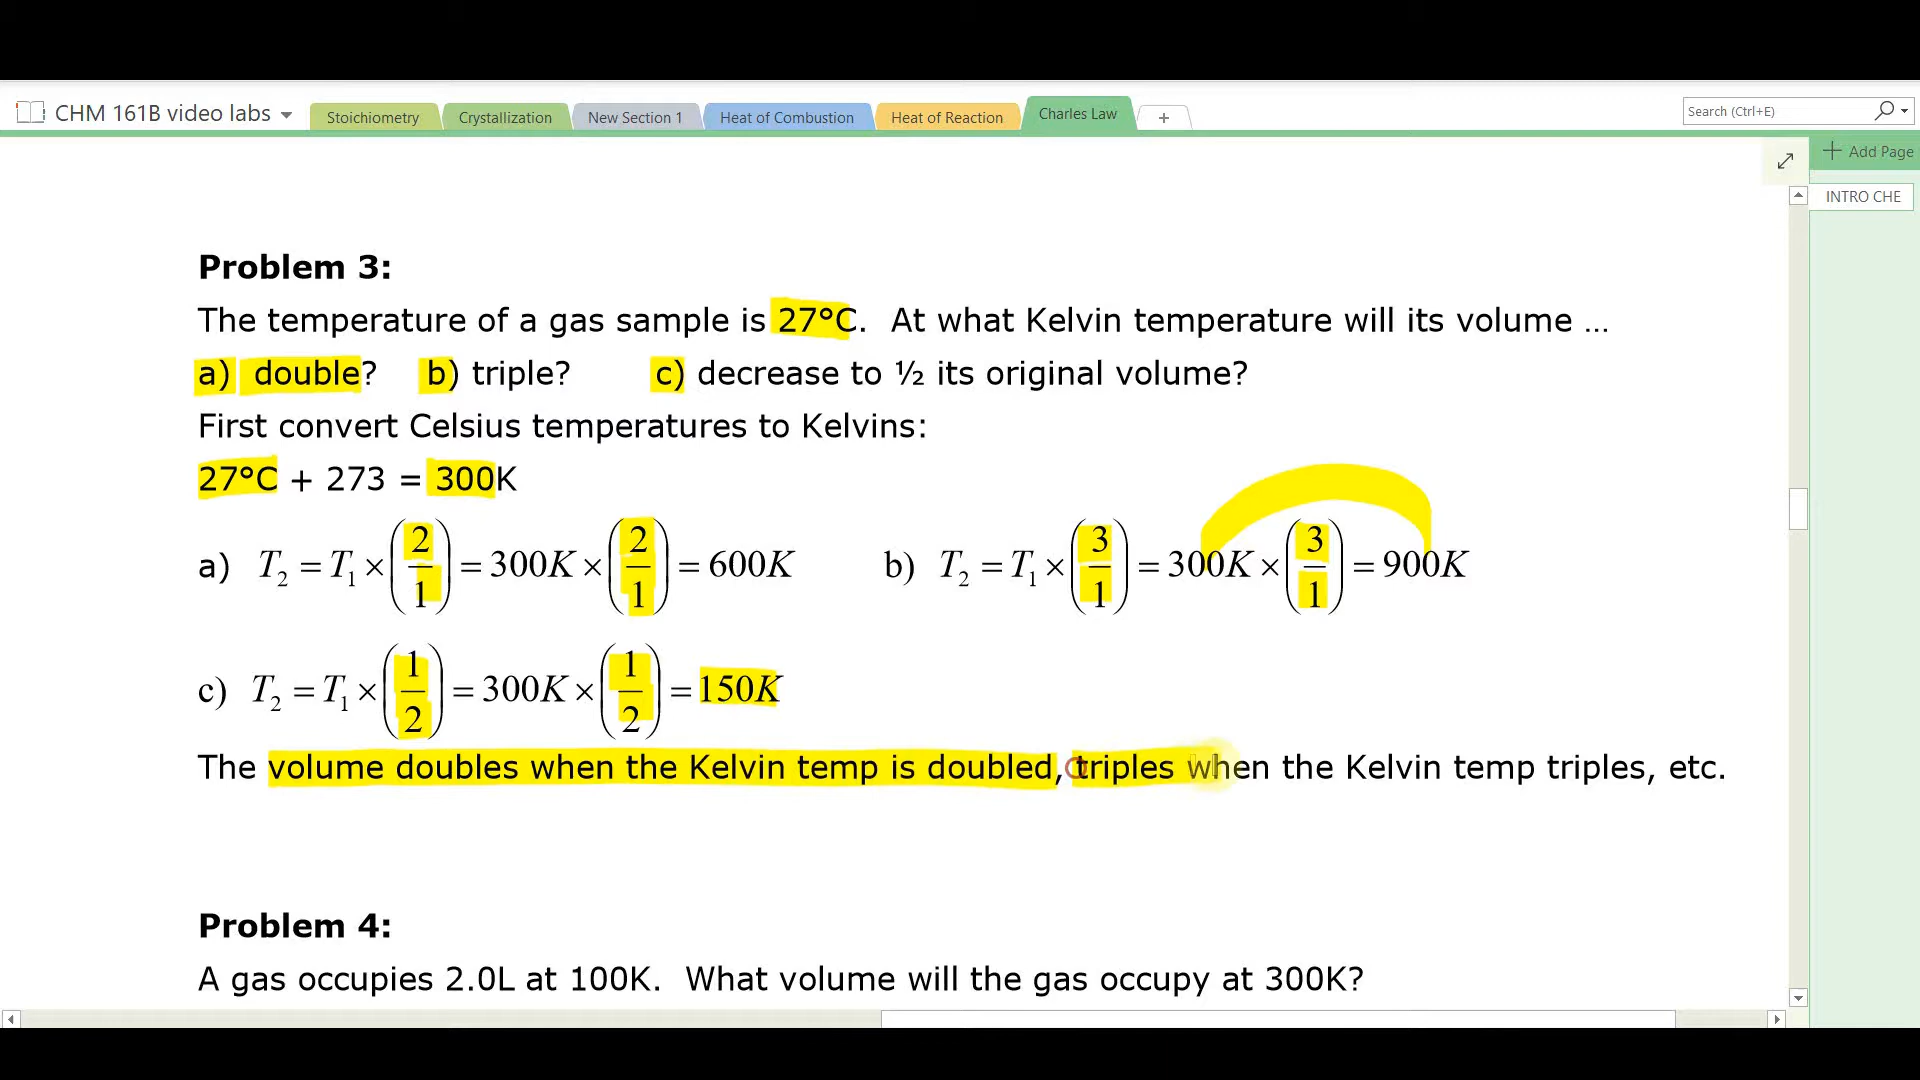 CHM 161B video labs
Stoichiometry
Crystallization
New Section 1
Heat of Combustion
Heat of Reaction
Charles Law
+
Search (Ctrl+E)
+ Add Page
INTRO CHE
Problem 3:
The temperature of a gas sample is 27°C. At what Kelvin temperature will its volume ...
a) double? b) triple? c) decrease to ½ its original volume?
First convert Celsius temperatures to Kelvins:
27°C + 273 = 300K
a) T₂ = T₁ × (2/1) = 300K × (2/1) = 600K b) T₂ = T₁ × (3/1) = 300K × (3/1) = 900K
c) T₂ = T₁ × (1/2) = 300K × (1/2) = 150K
The volume doubles when the Kelvin temp is doubled, triples when the Kelvin temp triples, etc.
Problem 4:
A gas occupies 2.0L at 100K. What volume will the gas occupy at 300K?